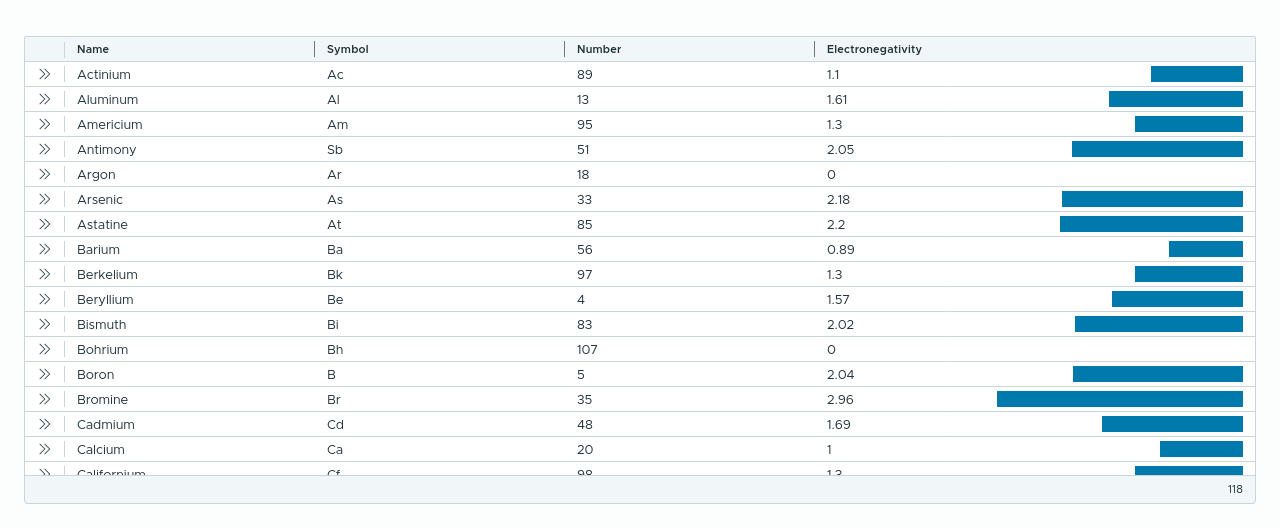 Name Symbol Number Electronegativity
Actinium Ac 89 1.1
Aluminum Al 13 1.61
Americium Am 95 1.3
Antimony Sb 51 2.05
Argon Ar 18 0
Arsenic As 33 2.18
Astatine At 85 2.2
Barium Ba 56 0.89
Berkelium Bk 97 1.3
Beryllium Be 4 1.57
Bismuth Bi 83 2.02
Bohrium Bh 107 0
Boron B 5 2.04
Bromine Br 35 2.96
Cadmium Cd 48 1.69
Calcium Ca 20 1
Californium Cf 98 1.3
118